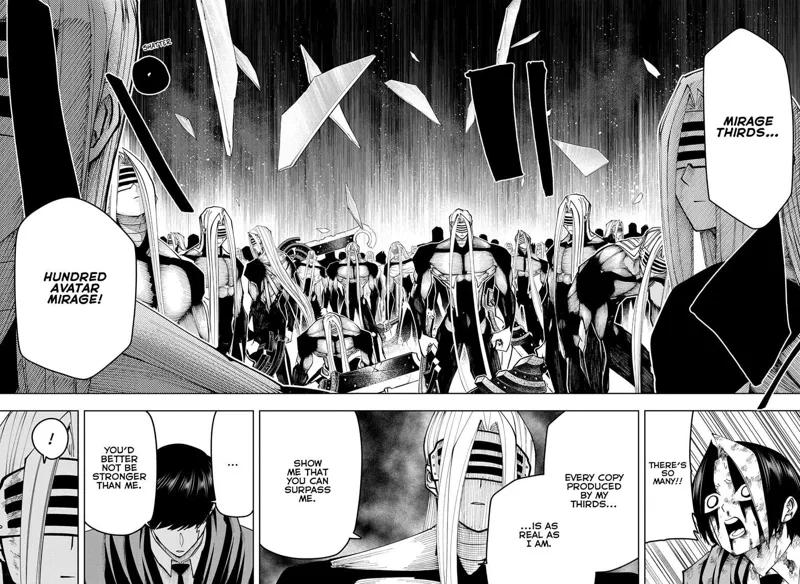 MIRAGE
THIRDS...
SHATTER
HUNDRED
AVATAR
MIRAGE!
THERE'S
SO
MANY!!
EVERY COPY
PRODUCED
BY MY
THIRDS...
...IS AS
REAL AS
I AM.
SHOW
ME THAT
YOU CAN
SURPASS
ME.
...
YOU'D
BETTER
NOT BE
STRONGER
THAN ME.
!